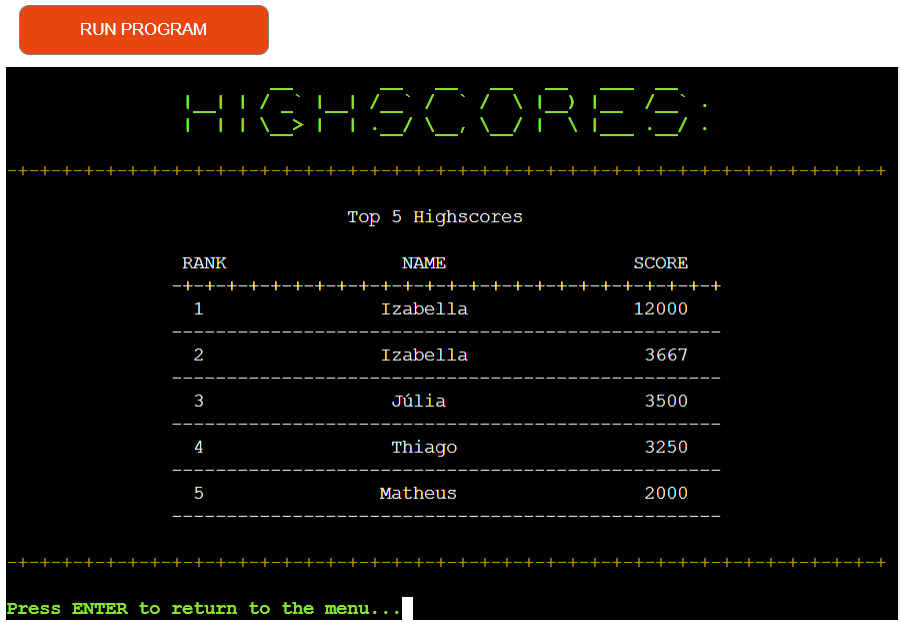 RUN PROGRAM
HIGHSCORES:
-+-+-+-+-+-+-+-+-+-+-+-+-+-+-+-+-+-+-+-+-+-+-+-+-+-+-+-+-+-+-+-+-+-+-+-+-+-+-+-+
Top 5 Highscores
RANK NAME SCORE
-+-+-+-+-+-+-+-+-+-+-+-+-+-+-+-+-+-+-+-+-+-+-+-+-+
1 Izabella 12000
--------------------------------------------------
2 Izabella 3667
--------------------------------------------------
3 Júlia 3500
--------------------------------------------------
4 Thiago 3250
--------------------------------------------------
5 Matheus 2000
--------------------------------------------------
-+-+-+-+-+-+-+-+-+-+-+-+-+-+-+-+-+-+-+-+-+-+-+-+-+-+-+-+-+-+-+-+-+-+-+-+-+-+-+-+
Press ENTER to return to the menu...